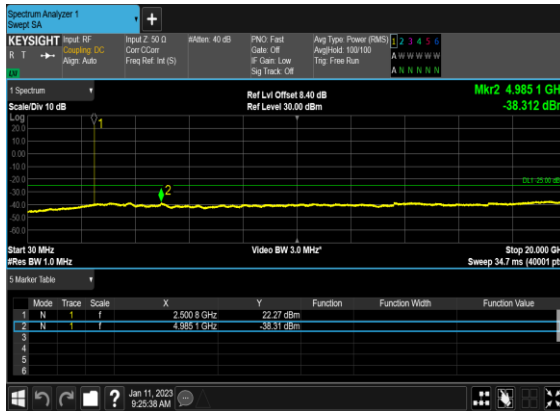 Spectrum Analyzer 1
Swept SA
+
KEYSIGHT Input: RF Input Z: 50 Ω #Atten: 40 dB PNO: Fast Avg Type: Power (RMS) 1 2 3 4 5 6
R T Coupling: DC Corr CCorr Gate: Off Avg|Hold: 100/100 A W W W W W
Align: Auto Freq Ref: Int (S) IF Gain: Low Trig: Free Run
LXI Sig Track: Off A N N N N N
1 Spectrum Ref Lvl Offset 8.40 dB Mkr2 4.985 1 GHz
Scale/Div 10 dB Ref Level 30.00 dBm -38.312 dBm
Log
20.0
10.0
0.00
-10.0
-20.0
-30.0
-40.0
-50.0
-60.0
1
2
DL1 -25.00 dB
Start 30 MHz Video BW 3.0 MHz* Stop 20.000 GH
#Res BW 1.0 MHz Sweep 34.7 ms (40001 pt
5 Marker Table
Mode Trace Scale X Y Function Function Width Function Value
1 N 1 f 2.500 8 GHz 22.27 dBm
2 N 1 f 4.985 1 GHz -38.31 dBm
3
4
5
6
? Jan 11, 2023
9:25:38 AM